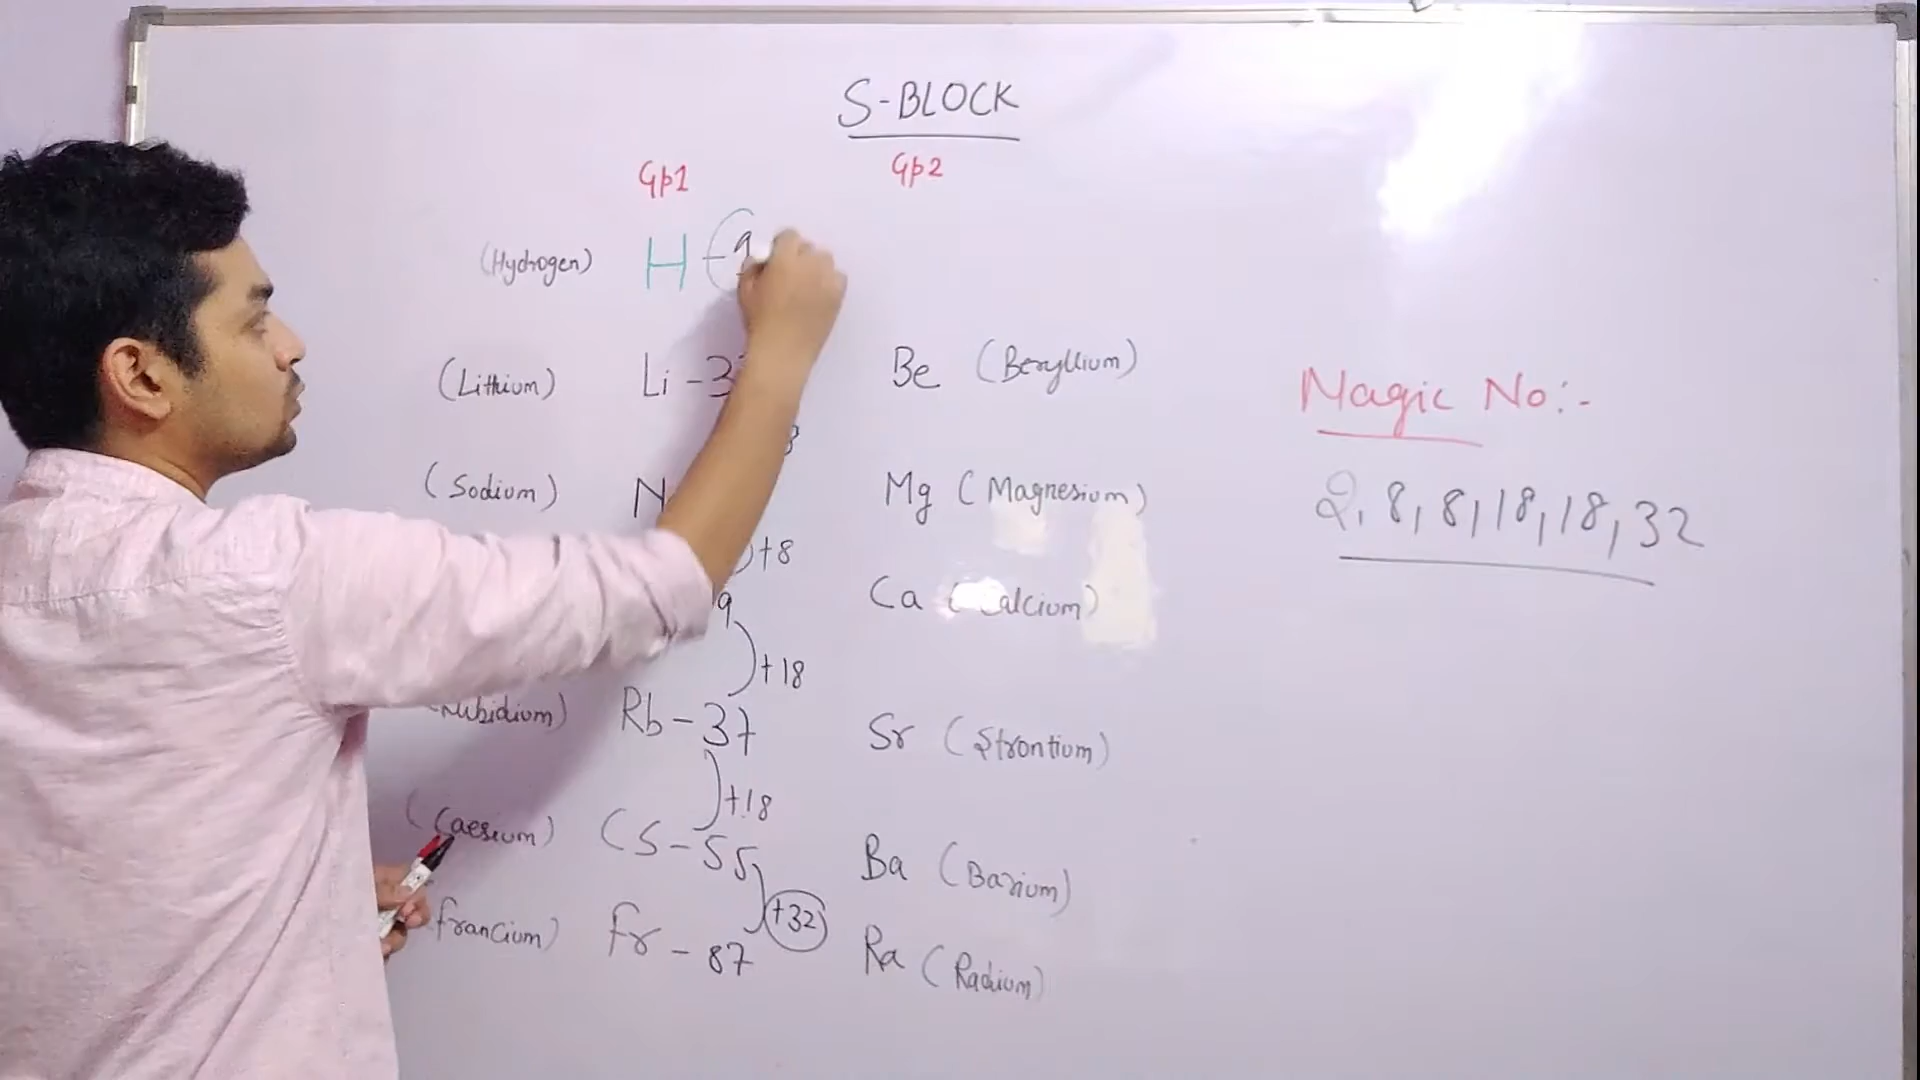 S-BLOCK
Gp1 Gp2
(Hydrogen) H
(Lithium) Li - 3 Be (Beryllium)
Magic No:-
(Sodium) Mg (Magnesium)
2, 8, 8, 18, 18, 32
+8
Ca (Calcium)
+18
Rb - 37 Sr (Strontium)
+18
(Caesium) Cs - 55 Ba (Barium)
+32
Francium) Fr - 87 Ra (Radium)